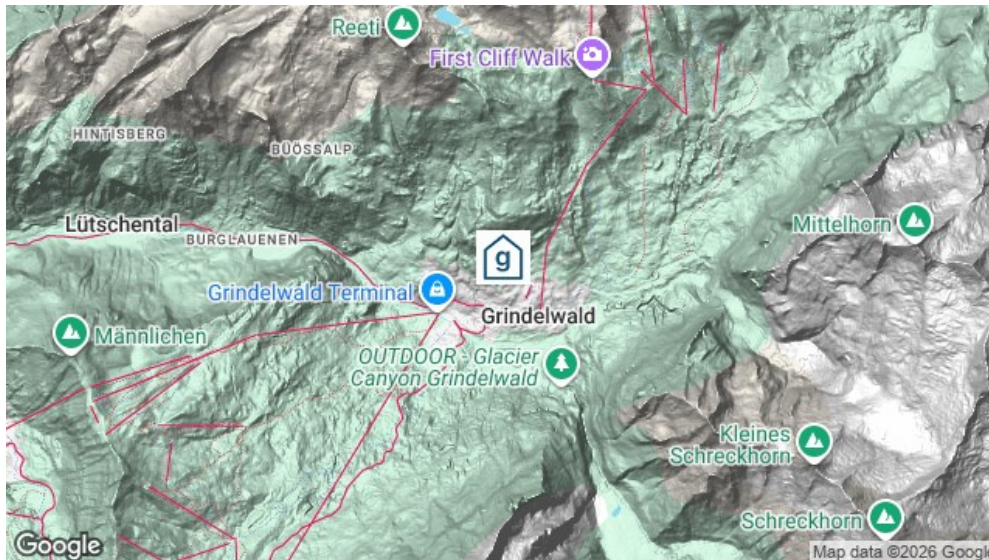 Reeti
First Cliff Walk
HINTISBERG
BÜÖSSALP
Lütschental
BURGLAUENEN
Mittelhorn
g
Grindelwald Terminal
Grindelwald
Männlichen
OUTDOOR - Glacier
Canyon Grindelwald
Kleines
Schreckhorn
Schreckhorn
Google
Map data ©2026 Google